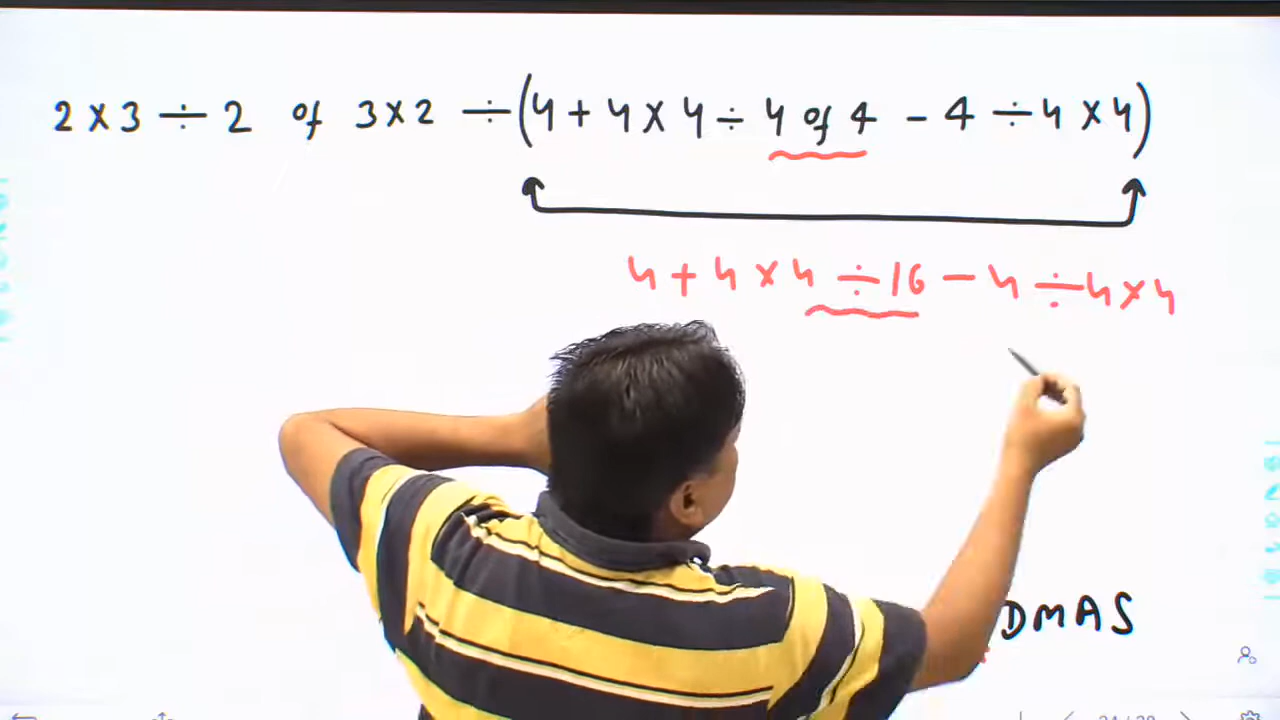 2 × 3 ÷ 2 of 3 × 2 ÷ (4 + 4 × 4 ÷ 4 of 4 - 4 ÷ 4 × 4)
4 + 4 × 4 ÷ 16 - 4 ÷ 4 × 4
DMAS